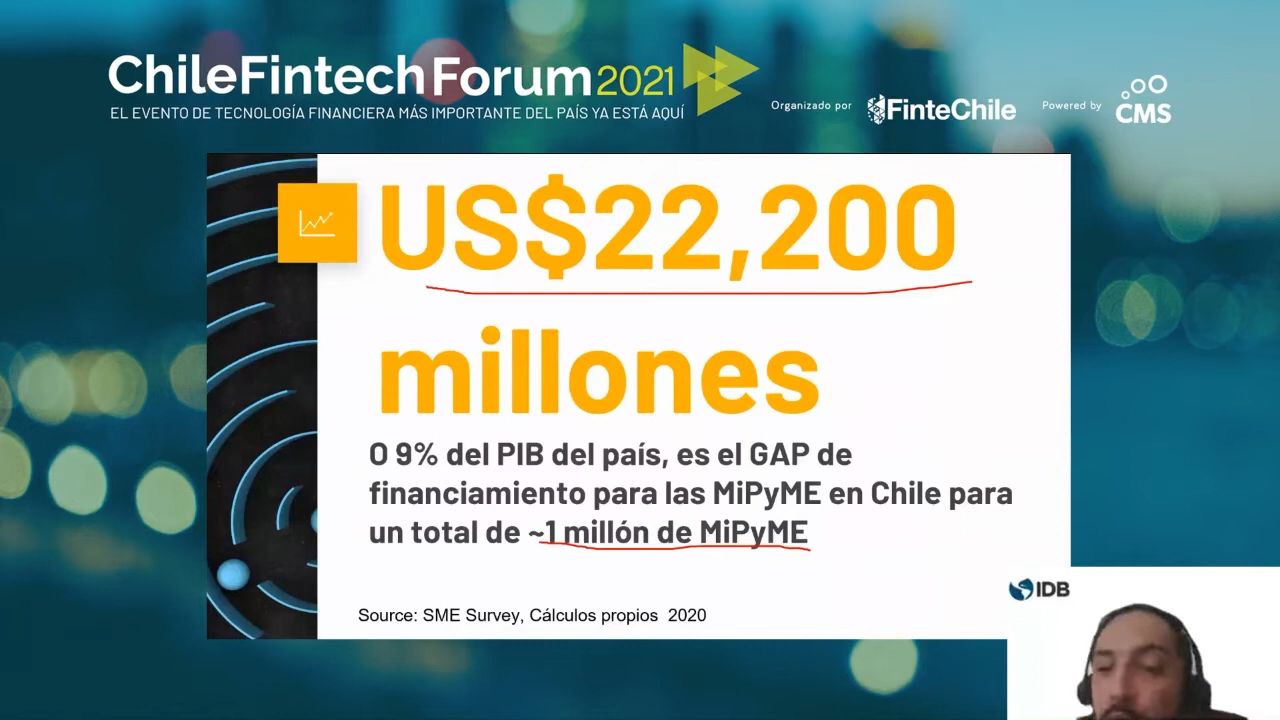 ChileFintechForum2021
EL EVENTO DE TECNOLOGÍA FINANCIERA MÁS IMPORTANTE DEL PAÍS YA ESTÁ AQUÍ
Organizado por
FinteChile
Powered by
CMS
US$22,200
millones
O 9% del PIB del país, es el GAP de
financiamiento para las MiPyME en Chile para
un total de ~1 millón de MiPyME
Source: SME Survey, Cálculos propios 2020
IDB